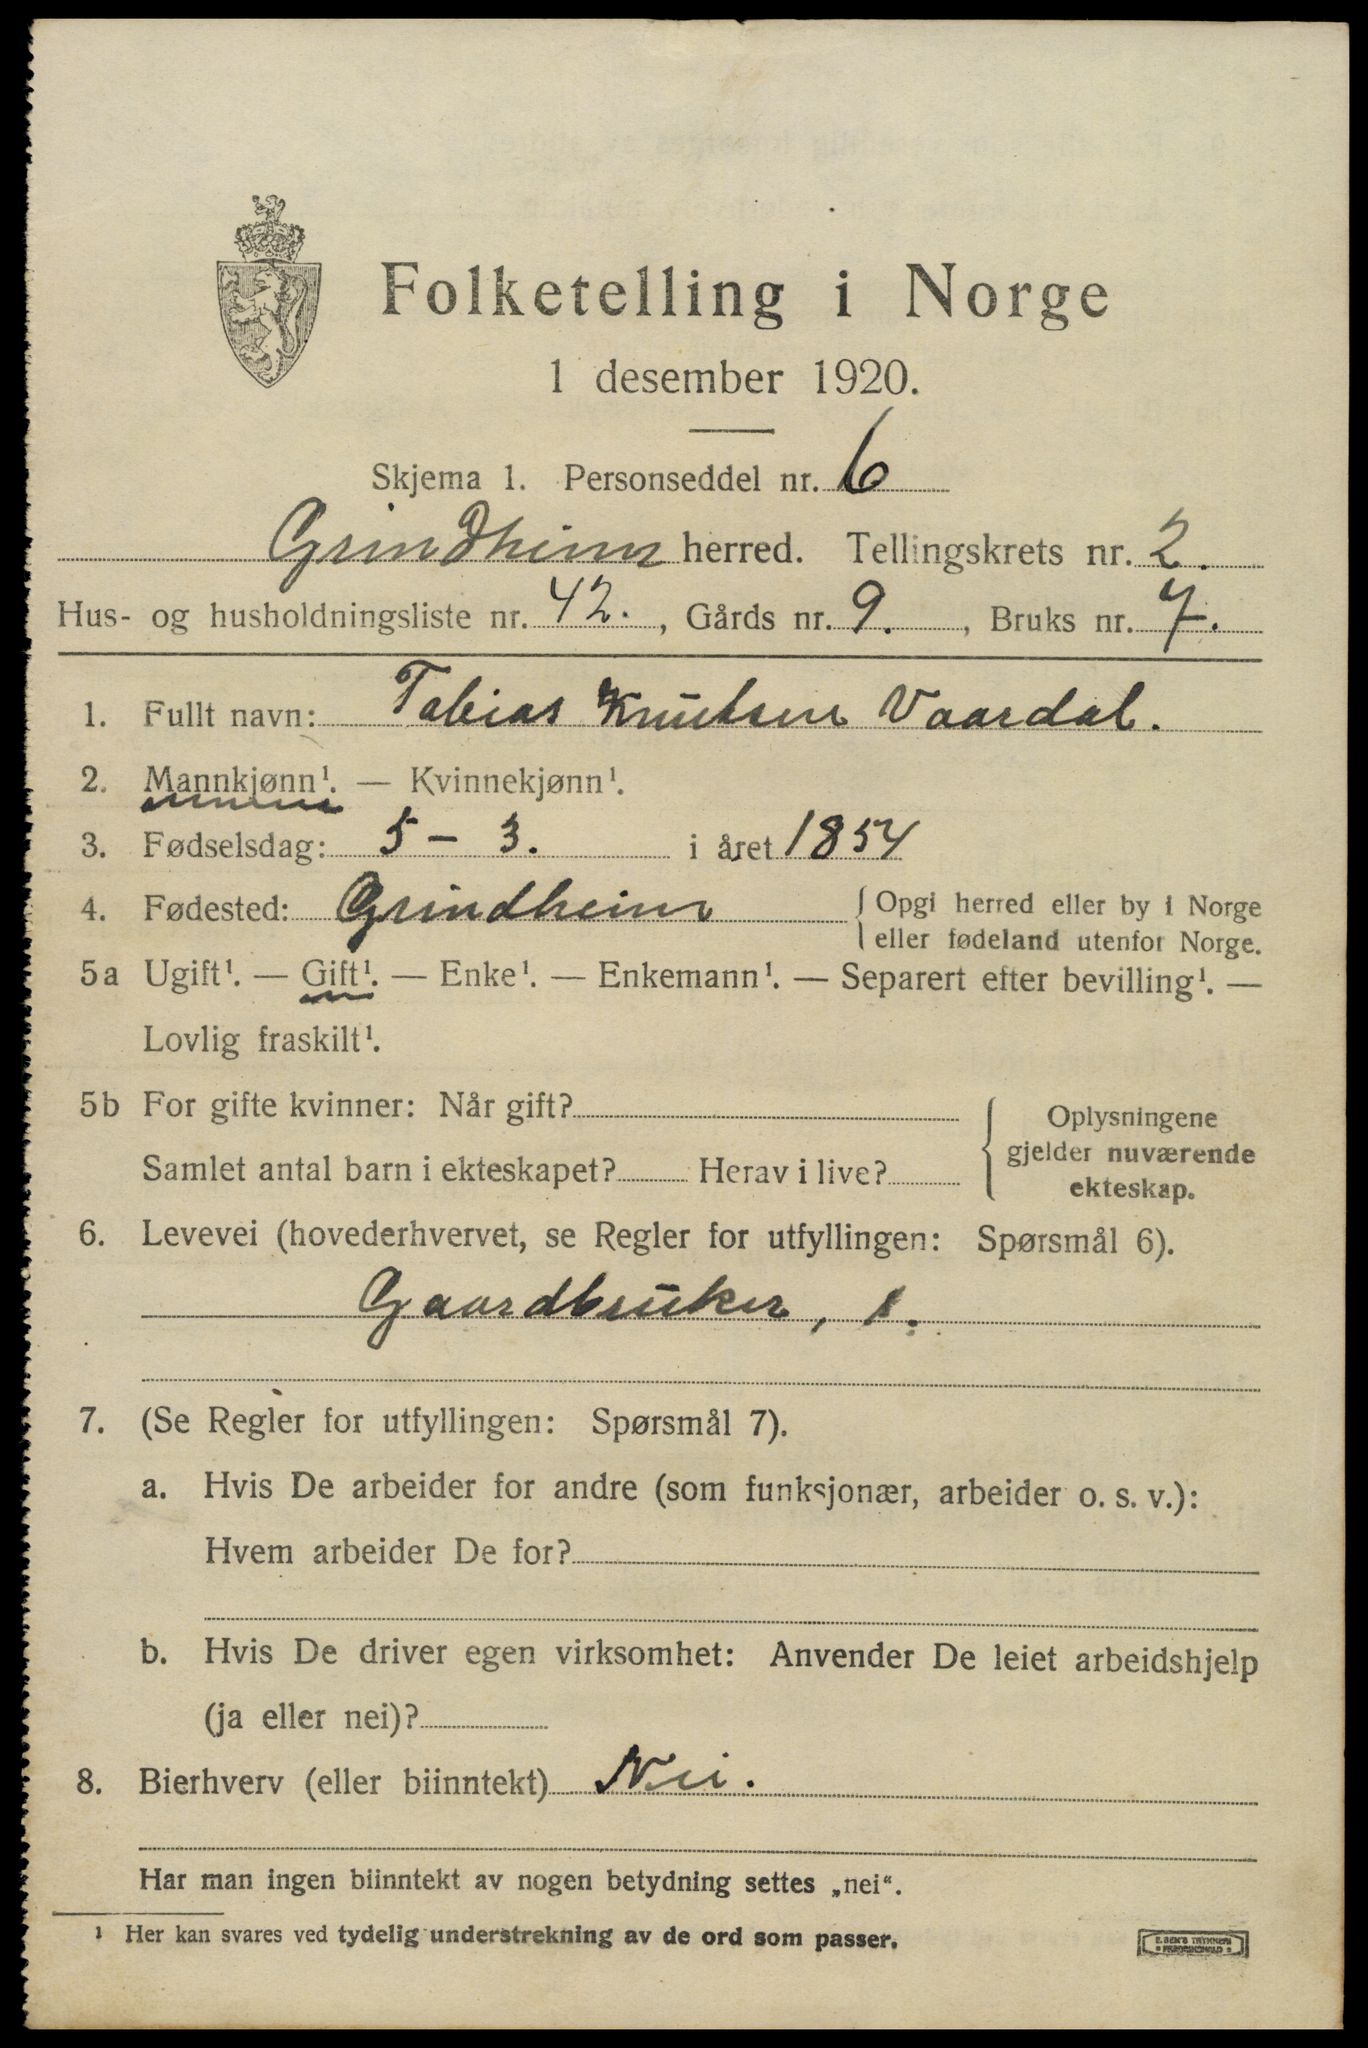 Folketelling i Norge
1 desember 1920.
Skjema 1. Personseddel nr. 6
Grindheim herred. Tellingskrets nr. 2.
Hus- og husholdningsliste nr. 42., Gårds nr. 9., Bruks nr. 7.
1. Fullt navn: Tobias Knutsen Vaardal.
2. Mannkjønn¹. — Kvinnekjønn¹.
3. Fødselsdag: 5 - 3. i året 1854
4. Fødested: Grindheim { Opgi herred eller by i Norge
eller fødeland utenfor Norge.
5a Ugift¹. — Gift¹. — Enke¹. — Enkemann¹. — Separert efter bevilling¹. —
Lovlig fraskilt¹.
5b For gifte kvinner: Når gift?
Samlet antal barn i ekteskapet? Herav i live?
{ Oplysningene
gjelder nuværende
ekteskap.
6. Levevei (hovederhvervet, se Regler for utfyllingen: Spørsmål 6).
Gaardbruker, 1.
7. (Se Regler for utfyllingen: Spørsmål 7).
a. Hvis De arbeider for andre (som funksjonær, arbeider o. s. v.):
Hvem arbeider De for?
b. Hvis De driver egen virksomhet: Anvender De leiet arbeidshjelp
(ja eller nei)?
8. Bierhverv (eller biinntekt) Nei.
Har man ingen biinntekt av nogen betydning settes „nei“.
¹ Her kan svares ved tydelig understrekning av de ord som passer.